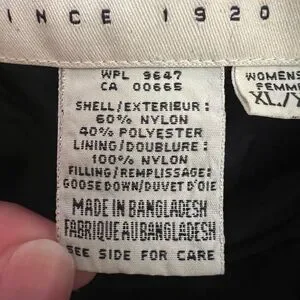 INCE 1920
WPL 9647
CA 00665
SHELL/EXTERIEUR:
60% NYLON
40% POLYESTER
LINING/DOUBLURE:
100% NYLON
FILLING/REMPLISSAGE:
GOOSE DOWN/DUVET D'OIE
MADE IN BANGLADESH
FABRIQUE AU BANGLADESH
SEE SIDE FOR CARE
WOMENS
FEMME
XL/